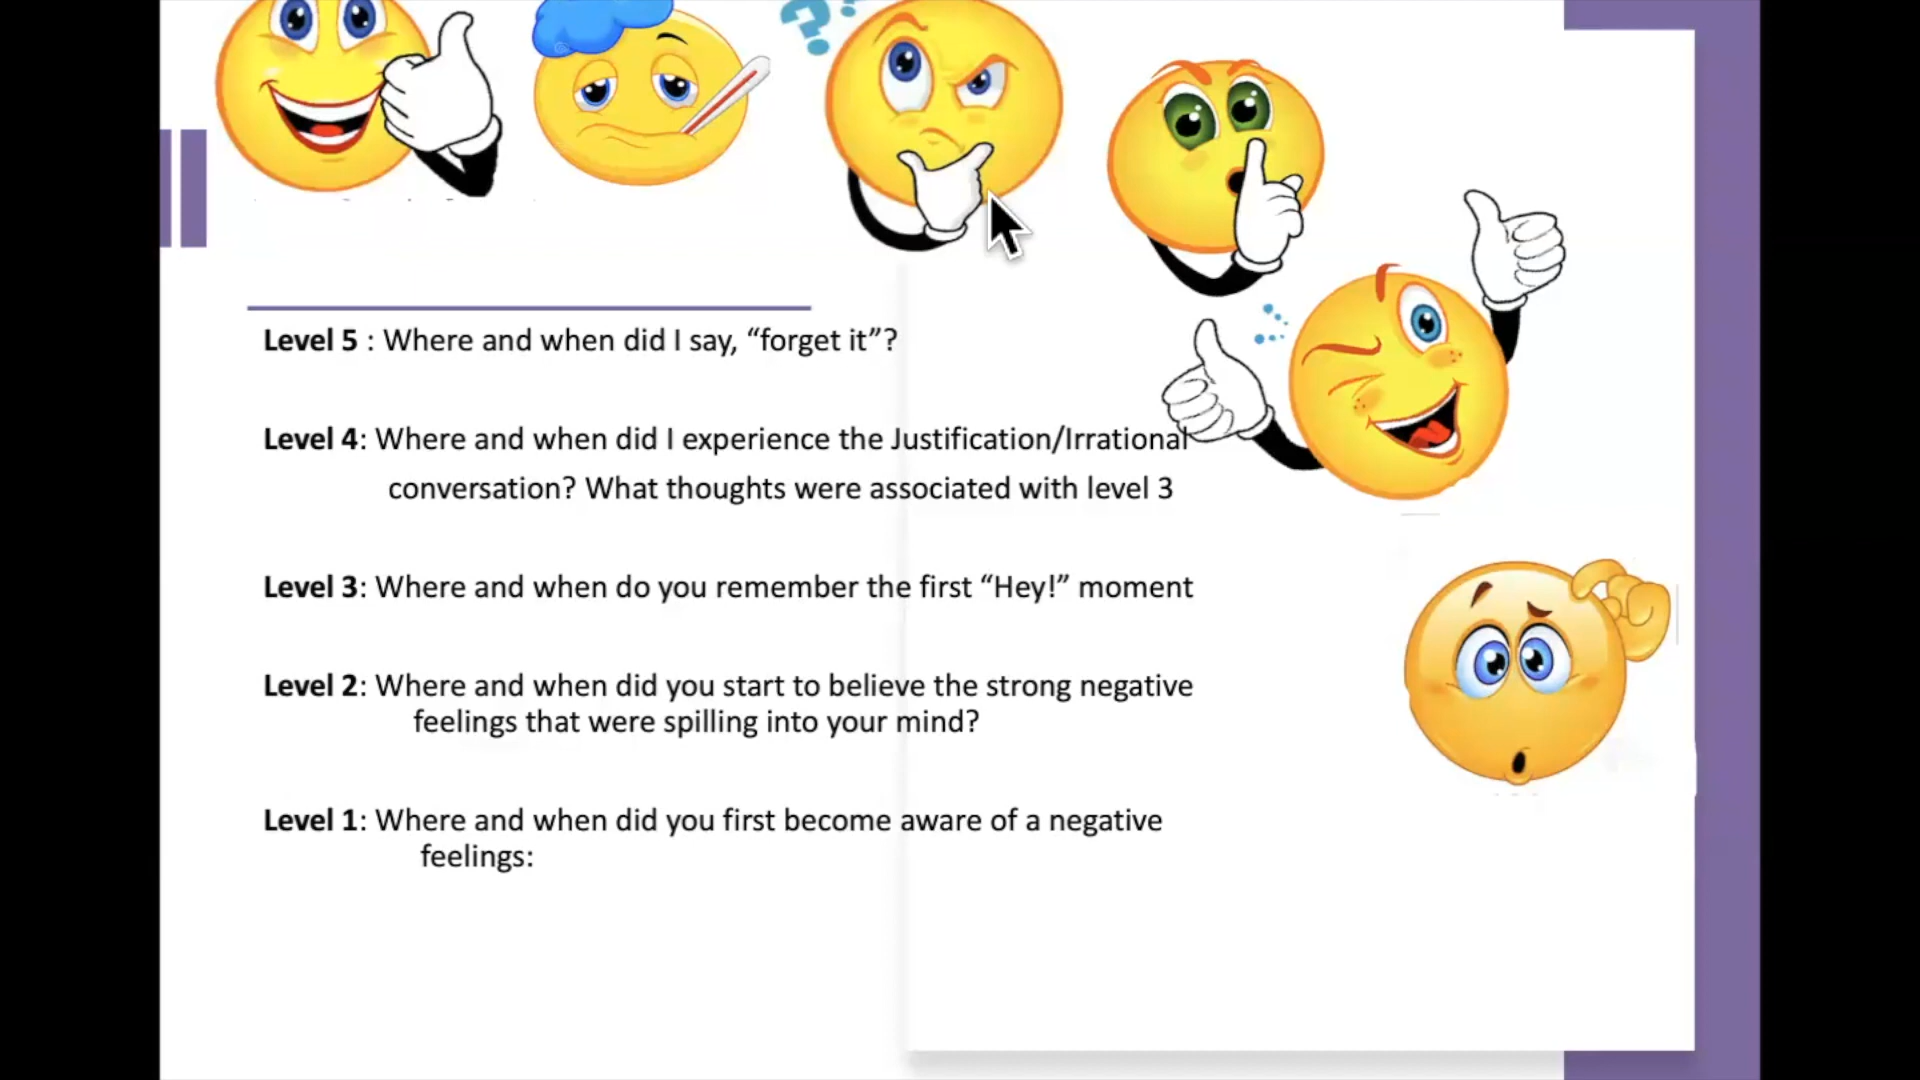 Level 5 : Where and when did I say, “forget it”?
Level 4: Where and when did I experience the Justification/Irrational
conversation? What thoughts were associated with level 3
Level 3: Where and when do you remember the first “Hey!” moment
Level 2: Where and when did you start to believe the strong negative
feelings that were spilling into your mind?
Level 1: Where and when did you first become aware of a negative
feelings: